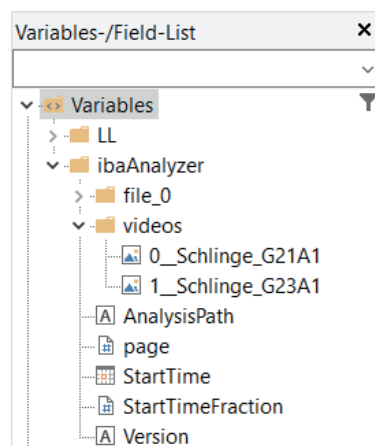 Variables-/Field-List
Variables
LL
ibaAnalyzer
file_0
videos
0__Schlinge_G21A1
1__Schlinge_G23A1
AnalysisPath
page
StartTime
StartTimeFraction
Version